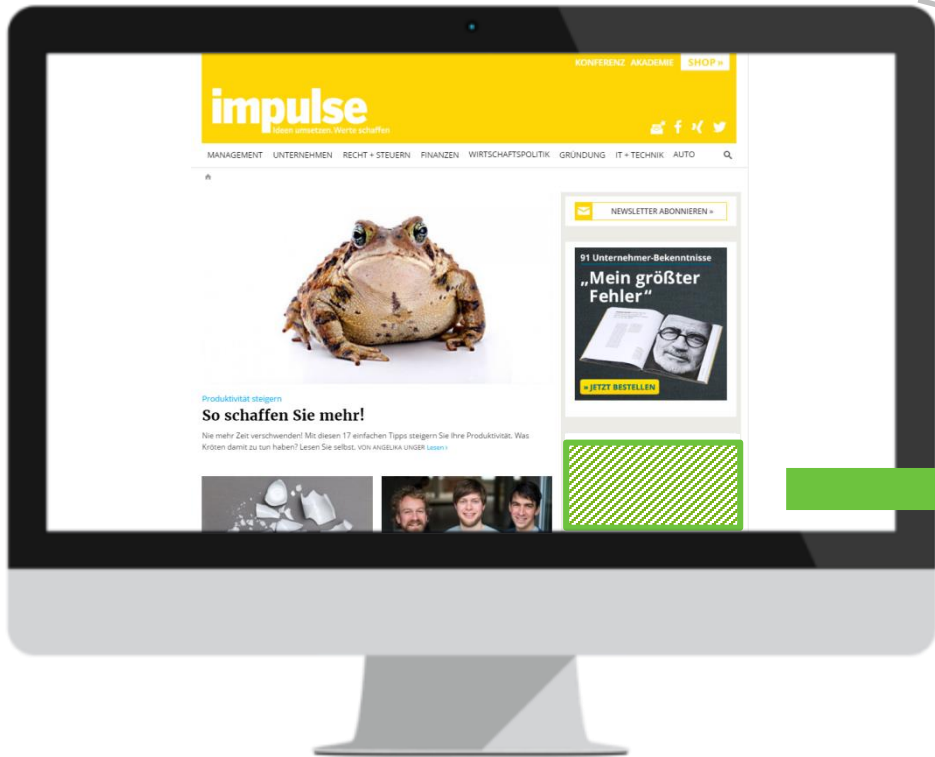 KONFERENZ AKADEMIE SHOP »
impulse
Ideen umsetzen. Werte schaffen
MANAGEMENT UNTERNEHMEN RECHT + STEUERN FINANZEN WIRTSCHAFTSPOLITIK GRÜNDUNG IT + TECHNIK AUTO
NEWSLETTER ABONNIEREN »
91 Unternehmer-Bekenntnisse
„Mein größter
Fehler“
» JETZT BESTELLEN
Produktivität steigern
So schaffen Sie mehr!
Nie mehr Zeit verschwenden! Mit diesen 17 einfachen Tipps steigern Sie Ihre Produktivität. Was
Kröten damit zu tun haben? Lesen Sie selbst. VON ANGELIKA UNGER Lesen ›